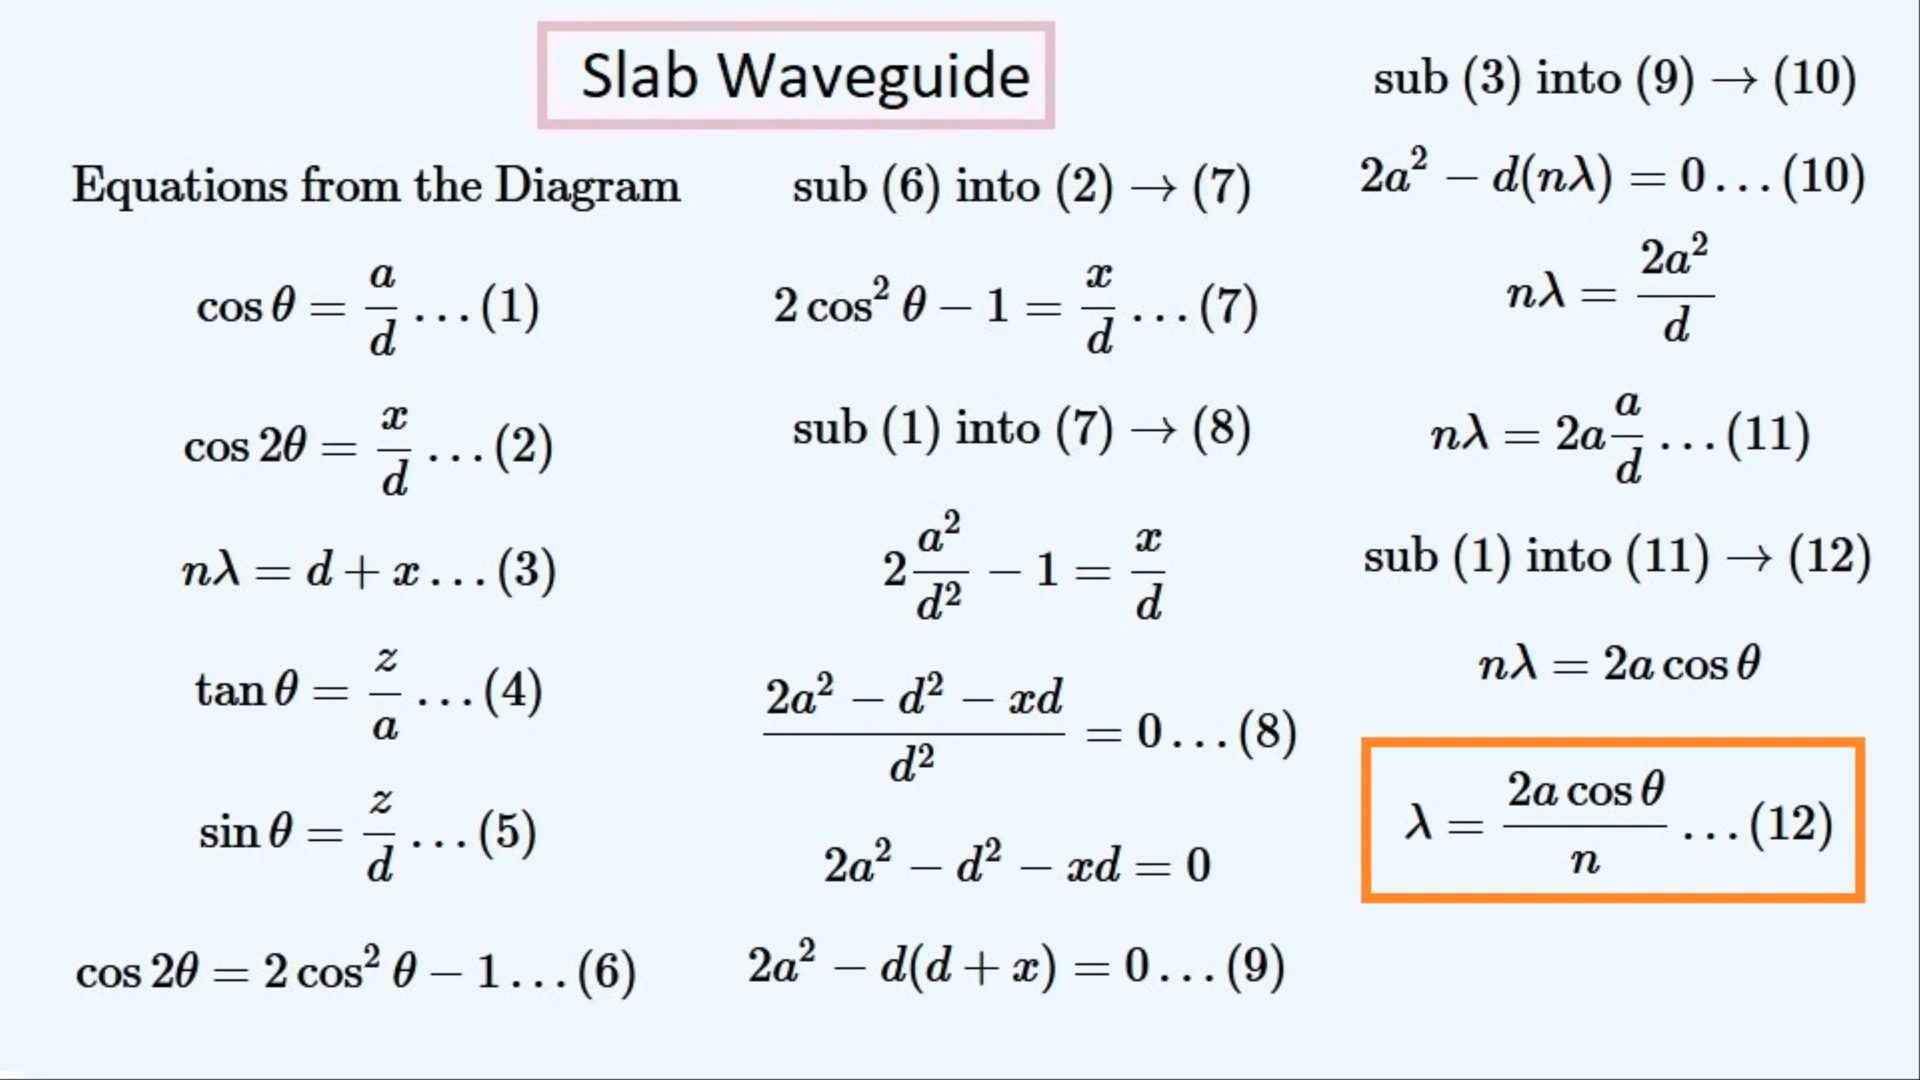 Slab Waveguide
Equations from the Diagram
cos θ = a/d …(1)
cos 2θ = x/d …(2)
nλ = d + x …(3)
tan θ = z/a …(4)
sin θ = z/d …(5)
cos 2θ = 2 cos² θ − 1 …(6)
sub (6) into (2) → (7)
2 cos² θ − 1 = x/d …(7)
sub (1) into (7) → (8)
2 a²/d² − 1 = x/d
(2a² − d² − xd)/d² = 0 …(8)
2a² − d² − xd = 0
2a² − d(d + x) = 0 …(9)
sub (3) into (9) → (10)
2a² − d(nλ) = 0 …(10)
nλ = 2a²/d
nλ = 2a a/d …(11)
sub (1) into (11) → (12)
nλ = 2a cos θ
λ = 2a cos θ/n …(12)